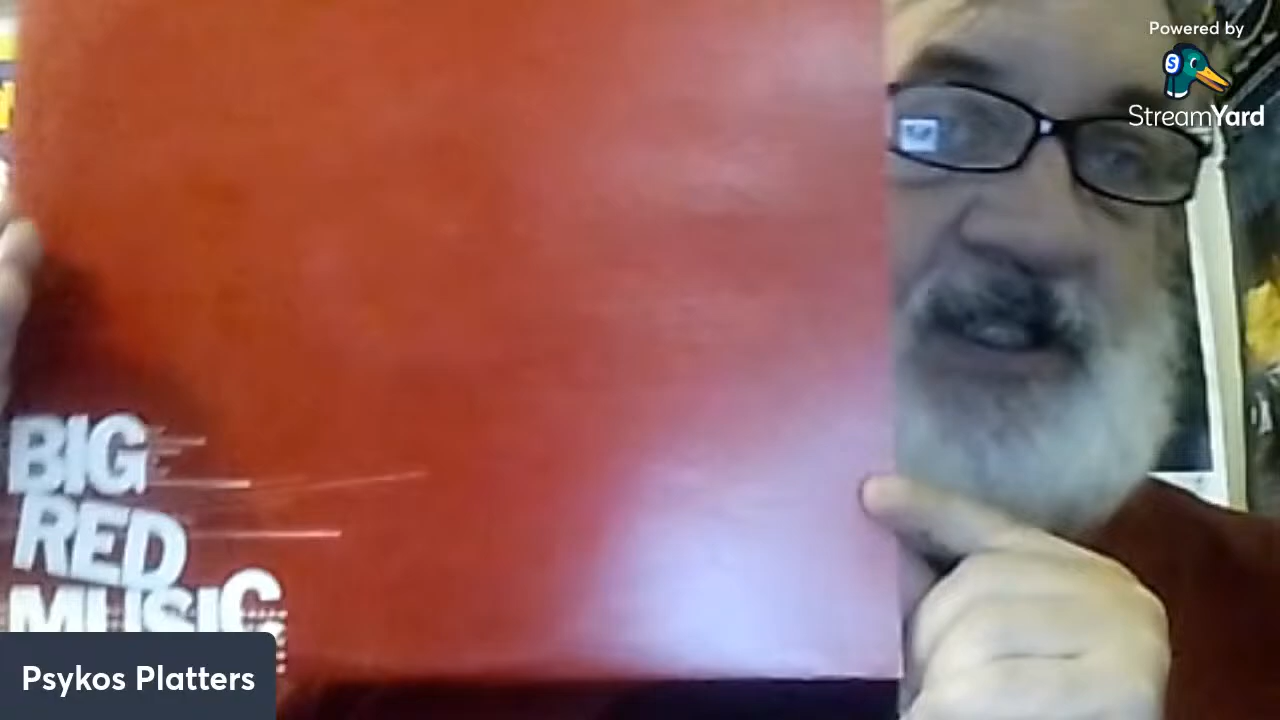 Powered by
StreamYard
BIG
RED
MUSIC
Psykos Platters